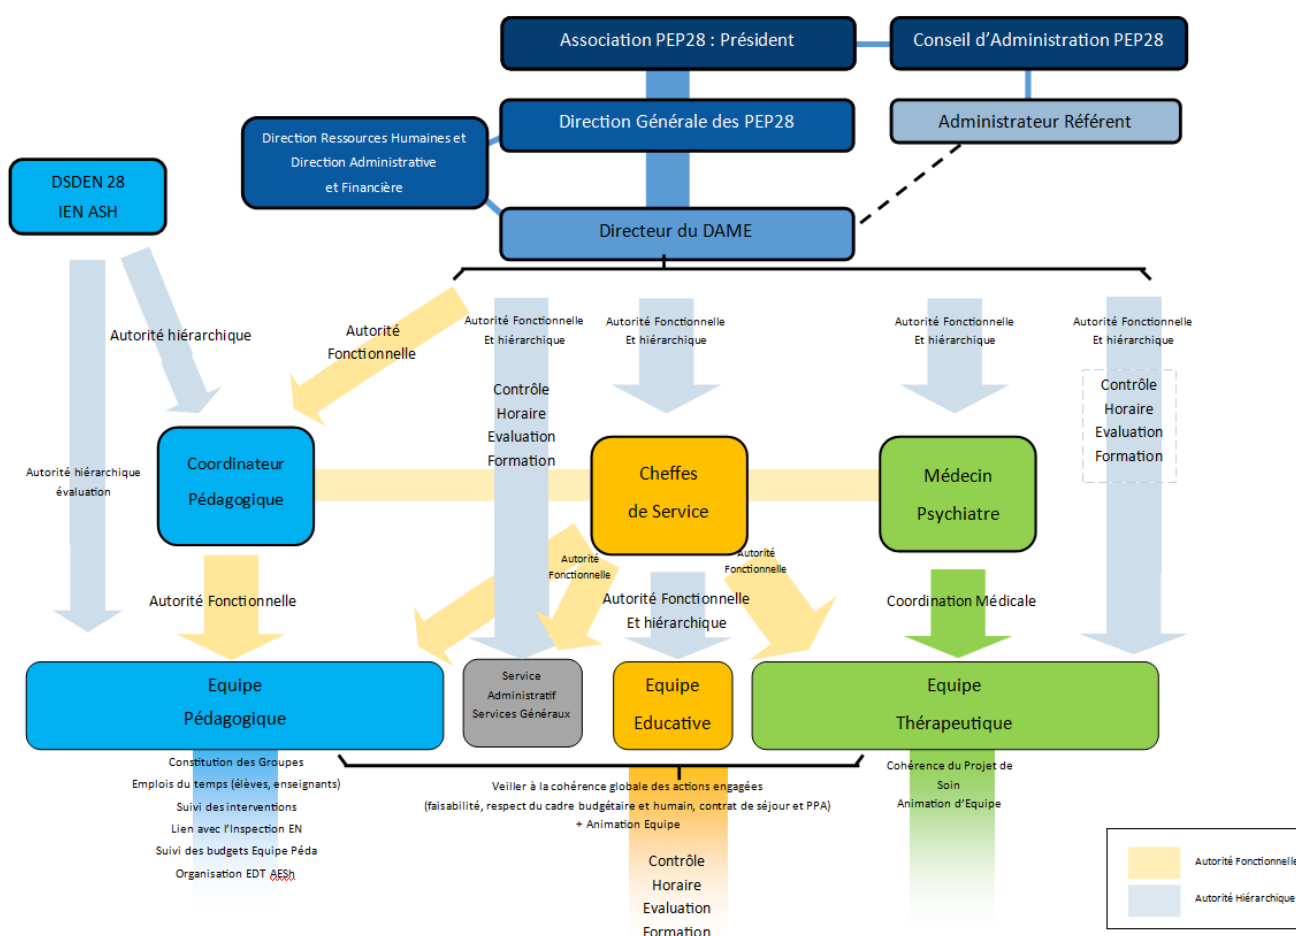 Association PEP28 : Président
Conseil d'Administration PEP28
Direction Générale des PEP28
Administrateur Référent
Direction Ressources Humaines et
Direction Administrative
et Financière
DSDEN 28
IEN ASH
Directeur du DAME
Autorité hiérarchique
Autorité
Fonctionnelle
Autorité Fonctionnelle
Et hiérarchique
Autorité Fonctionnelle
Et hiérarchique
Autorité Fonctionnelle
Et hiérarchique
Autorité Fonctionnelle
Et hiérarchique
Contrôle
Horaire
Evaluation
Formation
Contrôle
Horaire
Evaluation
Formation
Autorité hiérarchique
évaluation
Coordinateur
Pédagogique
Cheffes
de Service
Médecin
Psychiatre
Autorité Fonctionnelle
Autorité
Fonctionnelle
Autorité
Fonctionnelle
Autorité Fonctionnelle
Et hiérarchique
Coordination Médicale
Equipe
Pédagogique
Service
Administratif
Services Généraux
Equipe
Educative
Equipe
Thérapeutique
Constitution des Groupes
Emplois du temps (élèves, enseignants)
Suivi des interventions
Lien avec l'Inspection EN
Suivi des budgets Equipe Péda
Organisation EDT AESh
Veiller à la cohérence globale des actions engagées
(faisabilité, respect du cadre budgétaire et humain, contrat de séjour et PPA)
+ Animation Equipe
Contrôle
Horaire
Evaluation
Formation
Cohérence du Projet de
Soin
Animation d'Equipe
Autorité Fonctionnelle
Autorité Hiérarchique